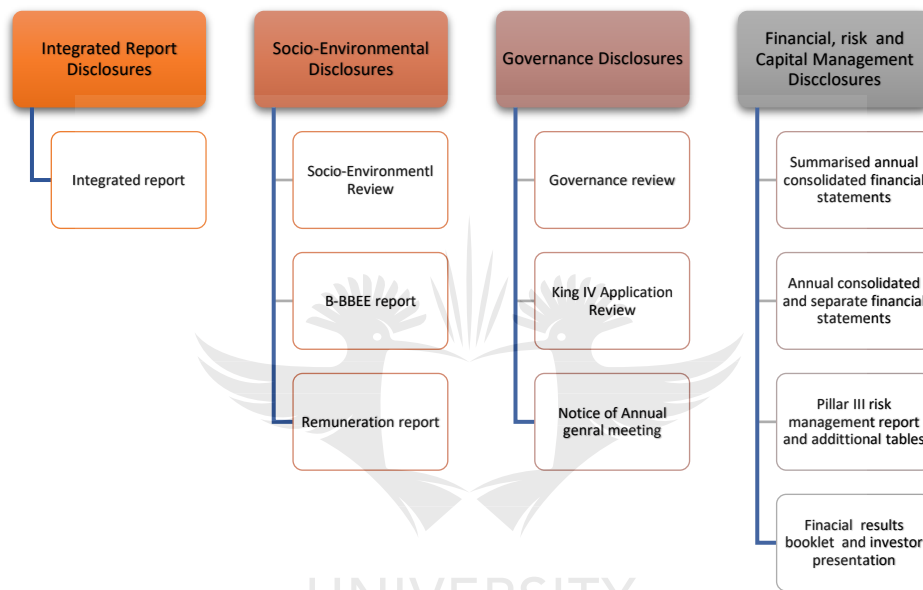 Integrated Report
Disclosures
Integrated report
Socio-Environmental
Disclosures
Socio-Environmentl
Review
B-BBEE report
Remuneration report
Governance Disclosures
Governance review
King IV Application
Review
Notice of Annual
genral meeting
Financial, risk and
Capital Management
Discclosures
Summarised annual
consolidated financial
statements
Annual consolidated
and separate financial
statements
Pillar III risk
management report
and addittional tables
Finacial results
booklet and investor
presentation
UNIVERSITY